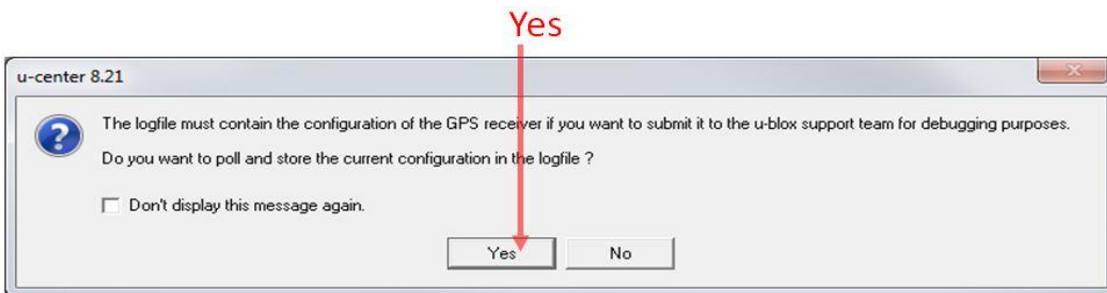 Yes
u-center 8.21
The logfile must contain the configuration of the GPS receiver if you want to submit it to the u-blox support team for debugging purposes.
Do you want to poll and store the current configuration in the logfile ?
Don't display this message again.
Yes No